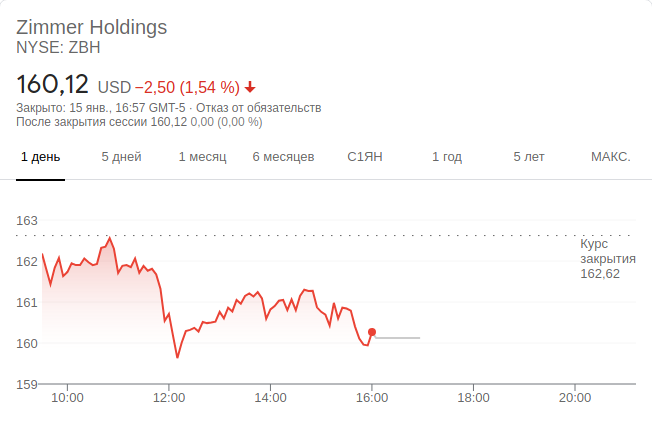 Zimmer Holdings
NYSE: ZBH
160,12 USD −2,50 (1,54 %)
Закрыто: 15 янв., 16:57 GMT-5 · Отказ от обязательств
После закрытия сессии 160,12 0,00 (0,00 %)
1 день 5 дней 1 месяц 6 месяцев С1ЯН 1 год 5 лет МАКС.
163
Курс
закрытия
162,62
162
161
160
159
10:00 12:00 14:00 16:00 18:00 20:00